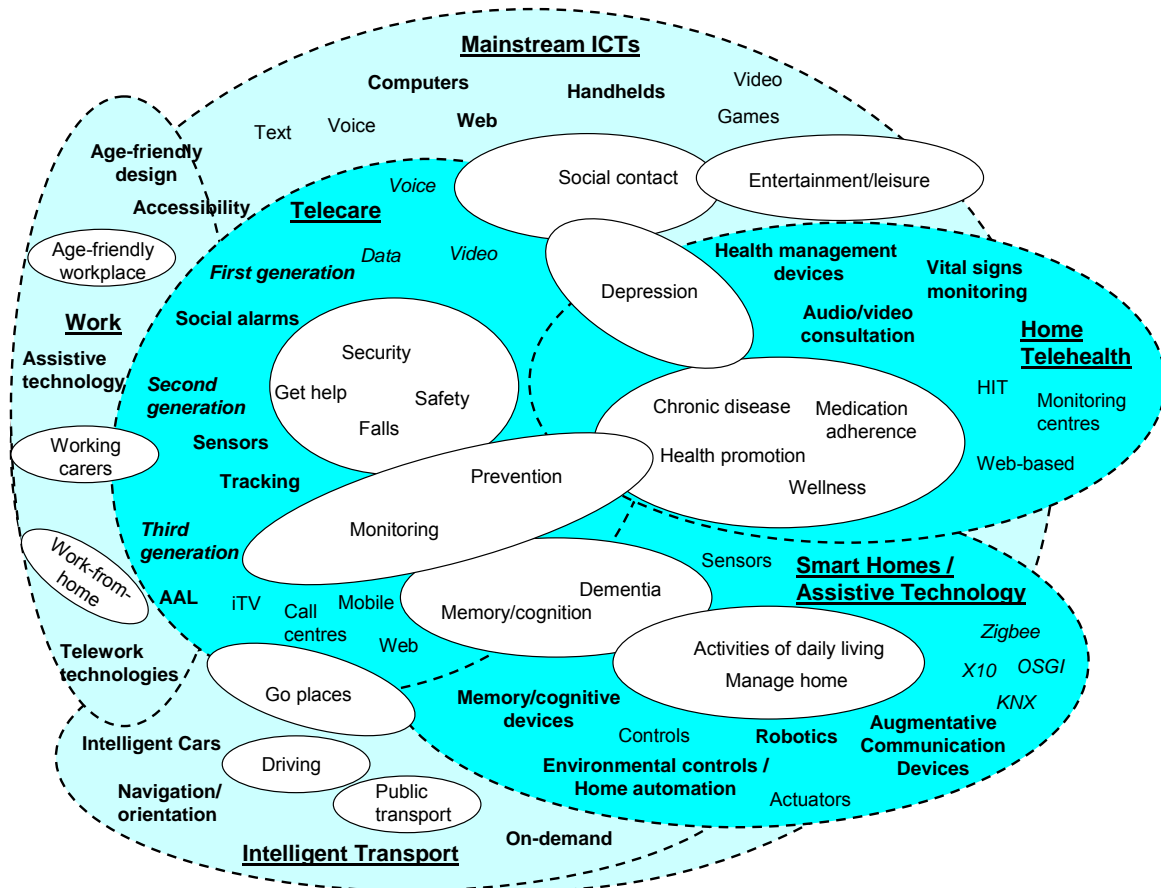 Mainstream ICTs
Computers
Handhelds
Video
Text
Voice
Web
Games
Age-friendly
design
Accessibility
Age-friendly
workplace
Work
Assistive
technology
Working
carers
Work-from-
home
Telework
technologies
Telecare
Voice
Data
Video
First generation
Social alarms
Second
generation
Sensors
Tracking
Third
generation
AAL
iTV
Call
centres
Mobile
Web
Security
Get help
Safety
Falls
Prevention
Monitoring
Social contact
Entertainment/leisure
Depression
Health management
devices
Vital signs
monitoring
Audio/video
consultation
Home
Telehealth
HIT
Monitoring
centres
Web-based
Chronic disease
Medication
adherence
Health promotion
Wellness
Dementia
Memory/cognition
Sensors
Smart Homes /
Assistive Technology
Activities of daily living
Manage home
Zigbee
X10
OSGI
KNX
Memory/cognitive
devices
Controls
Robotics
Augmentative
Communication
Devices
Environmental controls /
Home automation
Actuators
Go places
Intelligent Cars
Driving
Navigation/
orientation
Public
transport
On-demand
Intelligent Transport